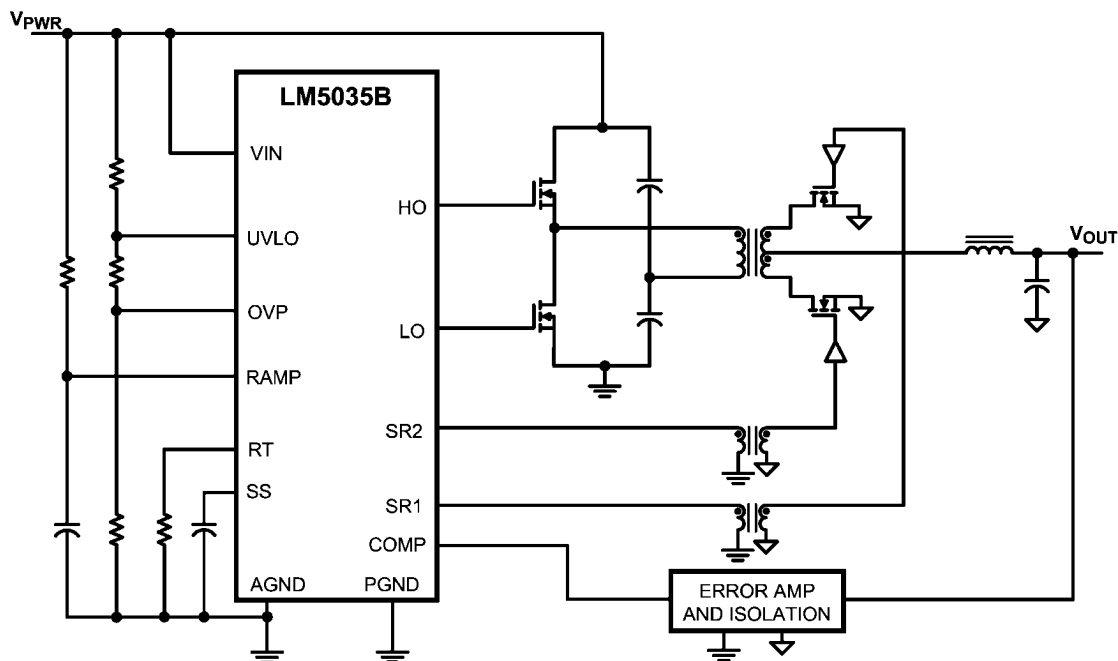 VPWR
LM5035B
VIN
HO
UVLO
VOUT
OVP
LO
RAMP
SR2
RT
SS
SR1
COMP
AGND
PGND
ERROR AMP
AND ISOLATION